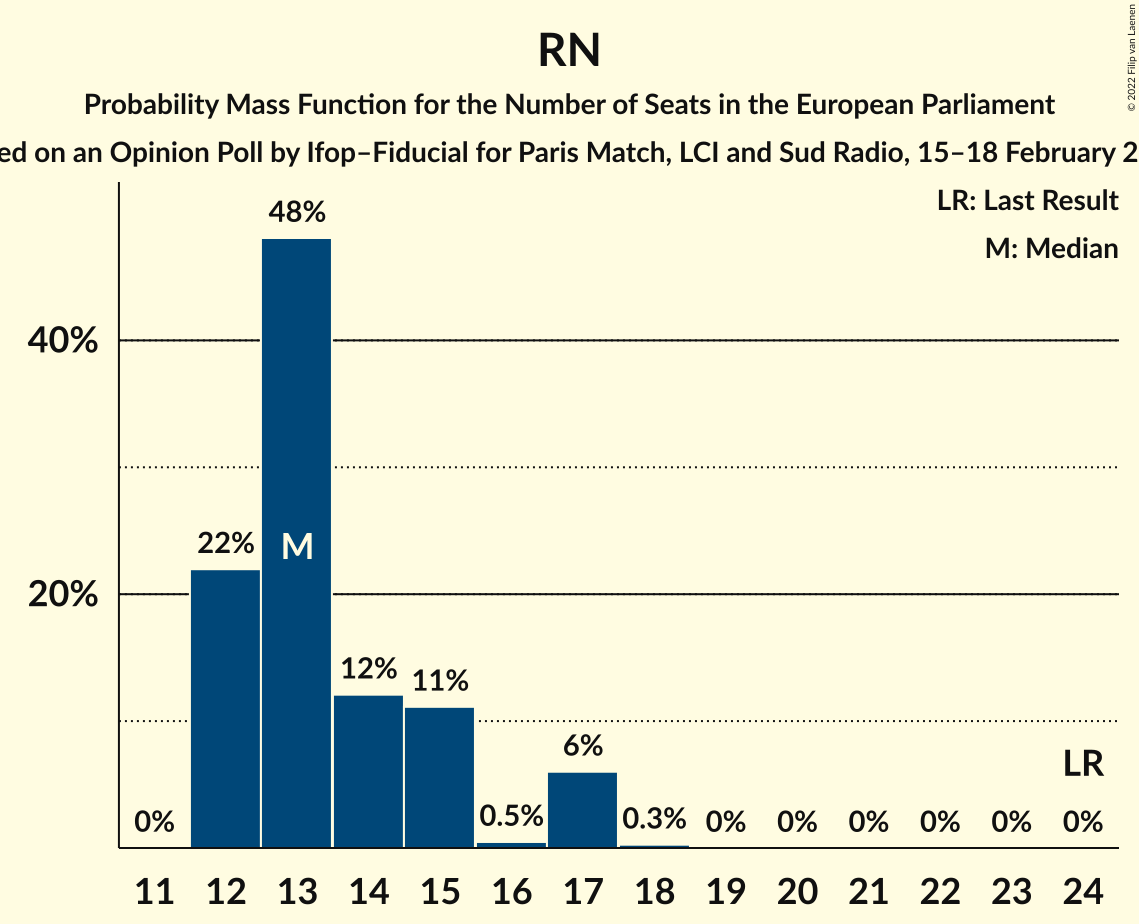 RN
Probability Mass Function for the Number of Seats in the European Parliament
ed on an Opinion Poll by Ifop–Fiducial for Paris Match, LCI and Sud Radio, 15–18 February 2
© 2022 Filip van Laenen
LR: Last Result
M: Median
48%
40%
22%
M
20%
12%
11%
6%
LR
0%
0.5%
0.3%
0%
0%
0%
0%
0%
0%
11 12 13 14 15 16 17 18 19 20 21 22 23 24